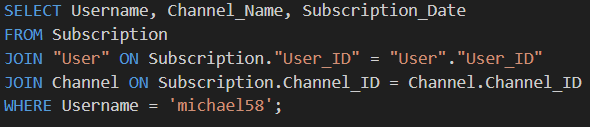 SELECT Username, Channel_Name, Subscription_Date
FROM Subscription
JOIN "User" ON Subscription."User_ID" = "User"."User_ID"
JOIN Channel ON Subscription.Channel_ID = Channel.Channel_ID
WHERE Username = 'michael58';